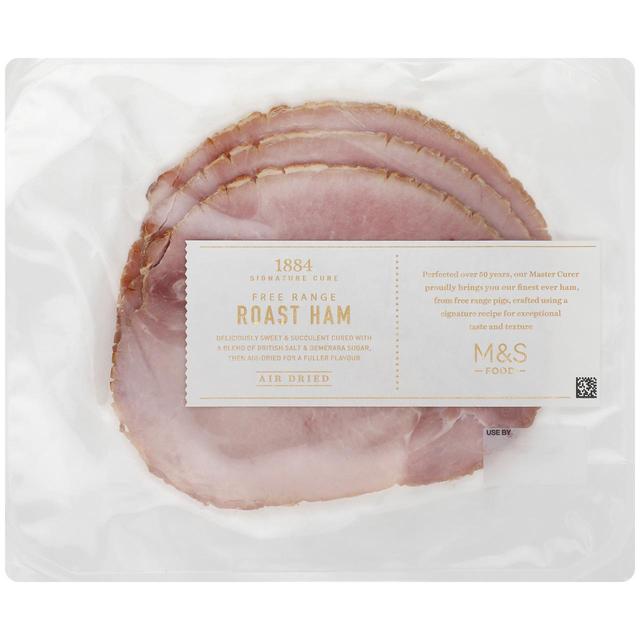 1884
SIGNATURE CURE
FREE RANGE
ROAST HAM
DELICIOUSLY SWEET & SUCCULENT CURED WITH
A BLEND OF BRITISH SALT & DEMERARA SUGAR,
THEN AIR-DRIED FOR A FULLER FLAVOUR
AIR DRIED
Perfected over 50 years, our Master Curer
proudly brings you our finest ever ham,
from free range pigs, crafted using a
signature recipe for exceptional
taste and texture
M&S
FOOD
USE BY